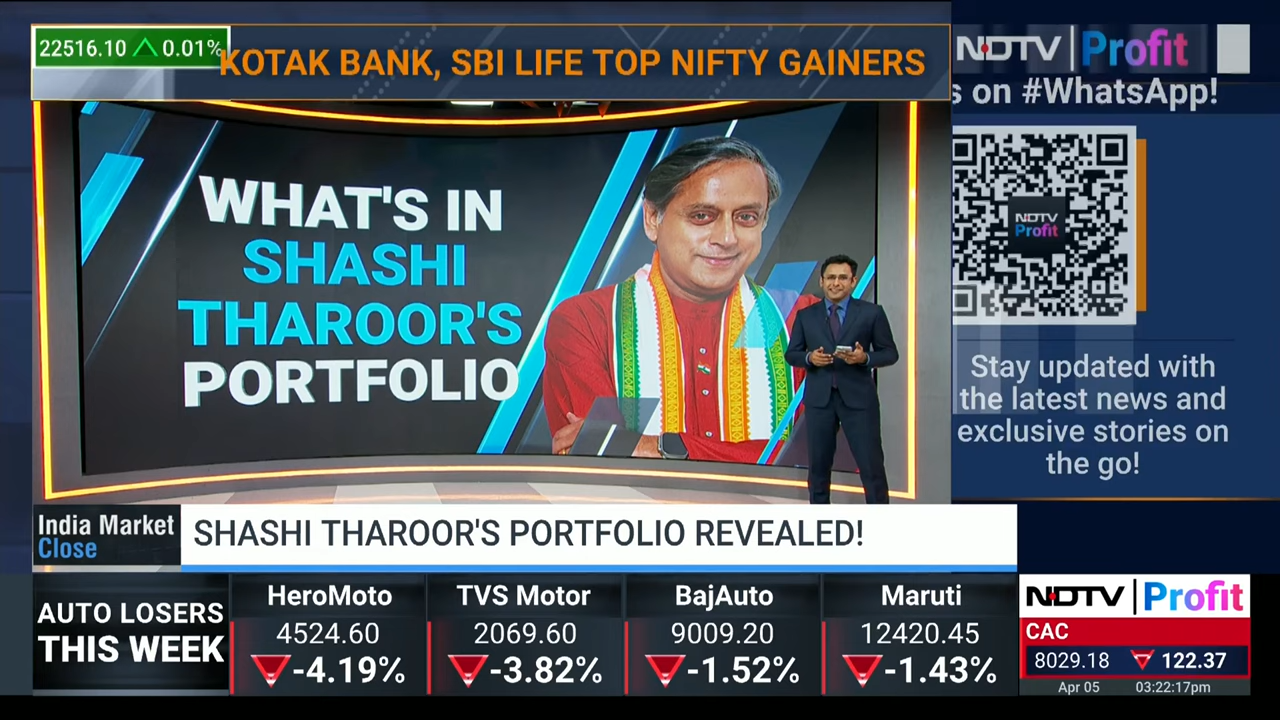 22516.10 0.01%
KOTAK BANK, SBI LIFE TOP NIFTY GAINERS
NDTV Profit
s on #WhatsApp!
NDTV
Profit
WHAT'S IN
SHASHI
THAROOR'S
PORTFOLIO
Stay updated with
the latest news and
exclusive stories on
the go!
India Market
Close
SHASHI THAROOR'S PORTFOLIO REVEALED!
AUTO LOSERS
THIS WEEK
HeroMoto
4524.60
-4.19%
TVS Motor
2069.60
-3.82%
BajAuto
9009.20
-1.52%
Maruti
12420.45
-1.43%
NDTV Profit
CAC
8029.18 122.37
Apr 05 03:22:17pm